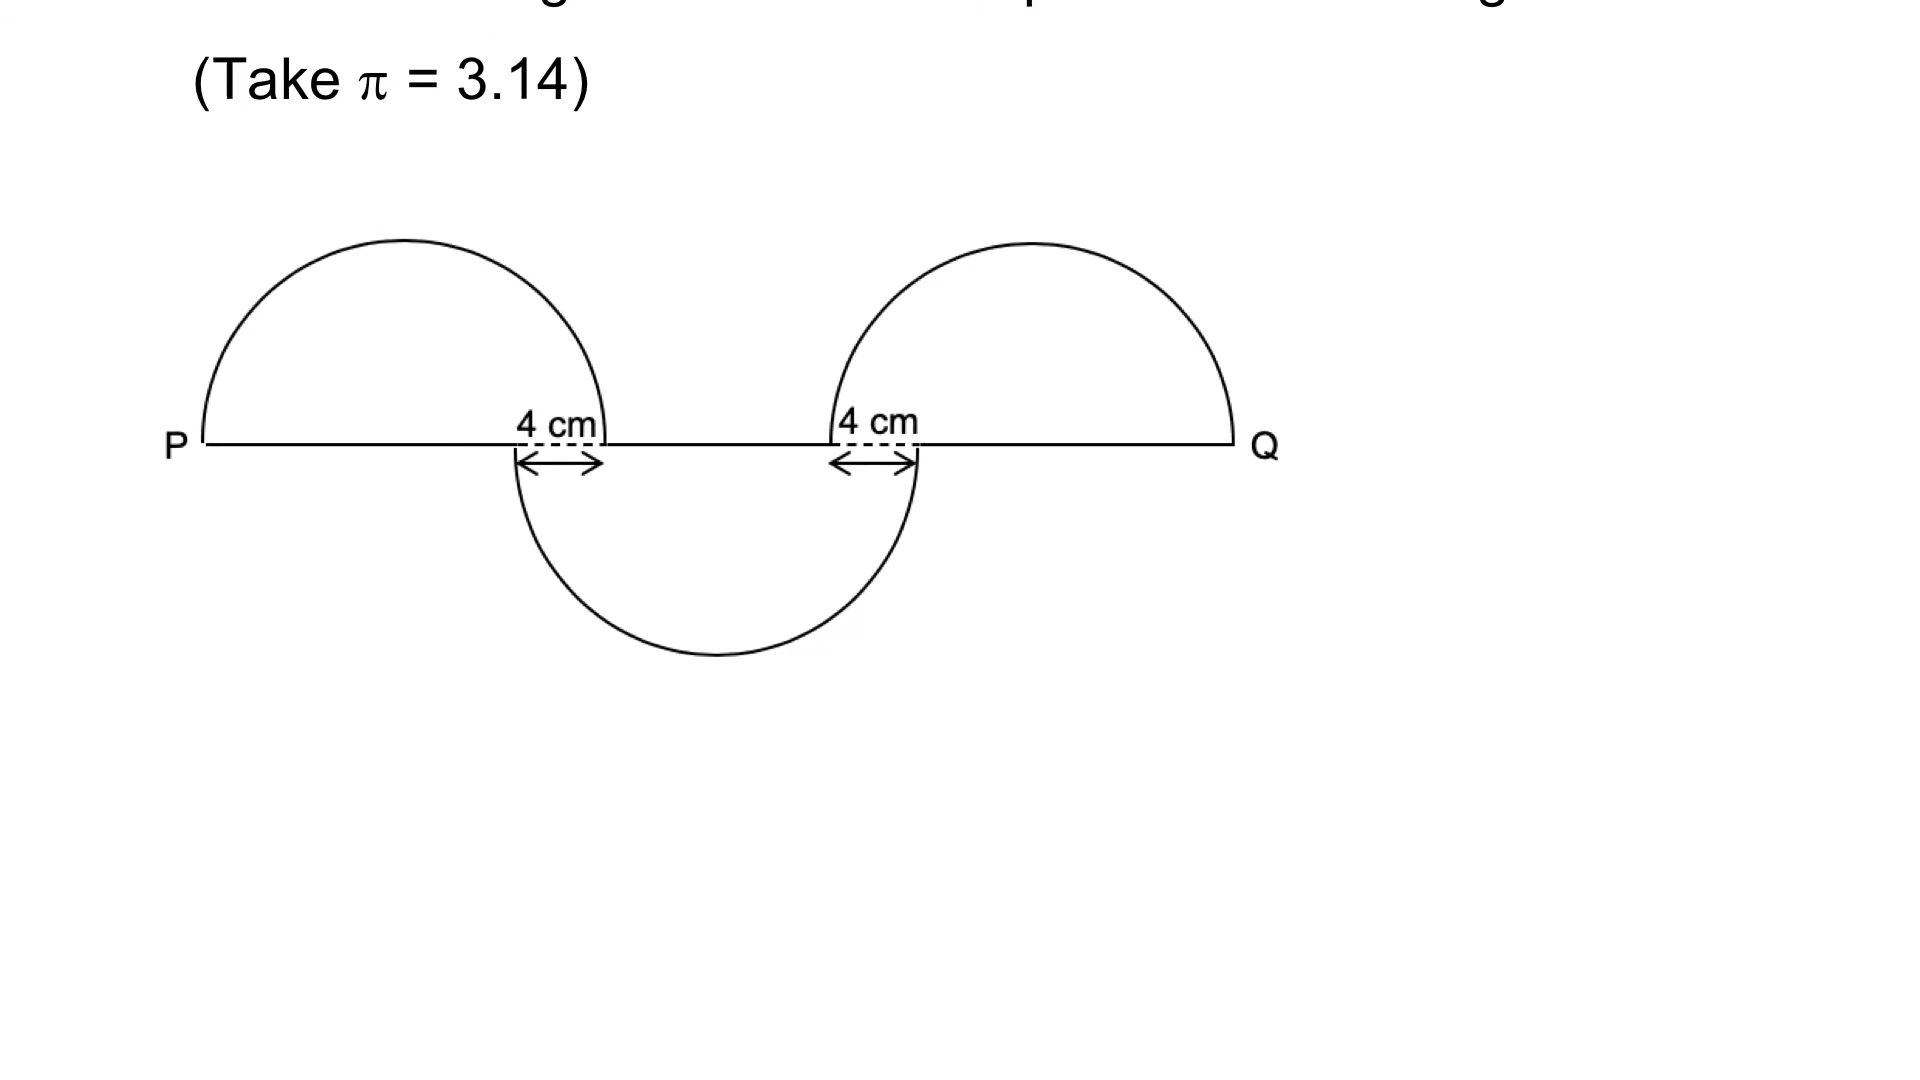 (Take π = 3.14)
4 cm
4 cm
P
Q